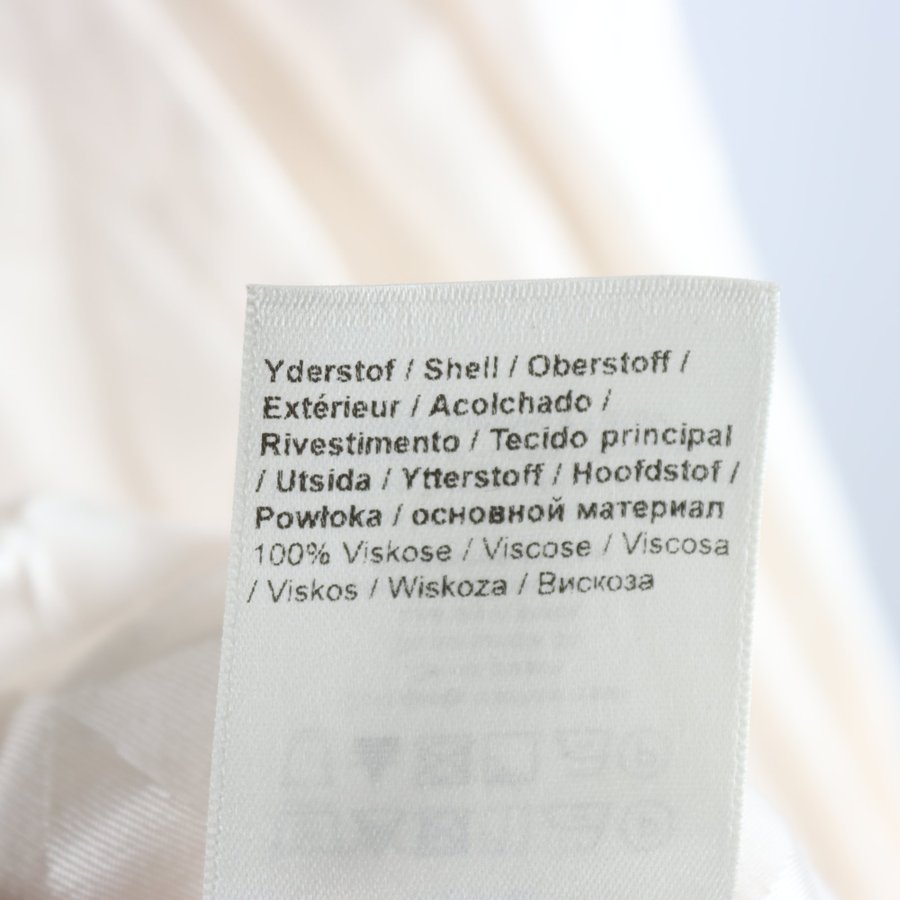 Yderstof / Shell / Oberstoff /
Extérieur / Acolchado /
Rivestimento / Tecido principal
/ Utsida / Ytterstoff / Hoofdstof /
Powłoka / основной материал
100% Viskose / Viscose / Viscosa
/ Viskos / Wiskoza / Вискоза